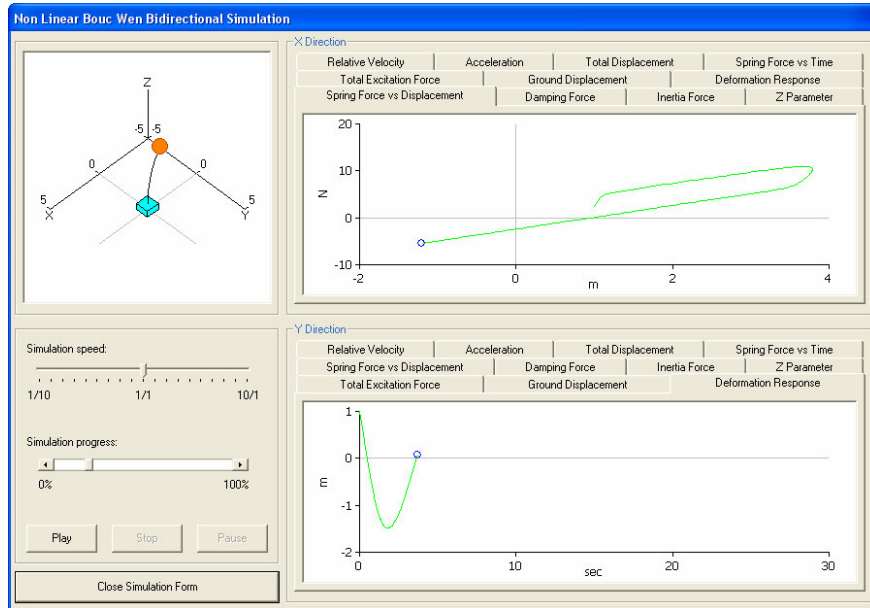 Non Linear Bouc Wen Bidirectional Simulation
Z
-5 -5
0 0
5 5
X Y
Simulation speed:
1/10 1/1 10/1
Simulation progress:
0% 100%
Play Stop Pause
Close Simulation Form
X Direction
Relative Velocity Acceleration Total Displacement Spring Force vs Time
Total Excitation Force Ground Displacement Deformation Response
Spring Force vs Displacement Damping Force Inertia Force Z Parameter
20
10
N
0
-10
-2 0 2 4
m
Y Direction
Relative Velocity Acceleration Total Displacement Spring Force vs Time
Spring Force vs Displacement Damping Force Inertia Force Z Parameter
Total Excitation Force Ground Displacement Deformation Response
1
0
m
-1
-2
0 10 20 30
sec